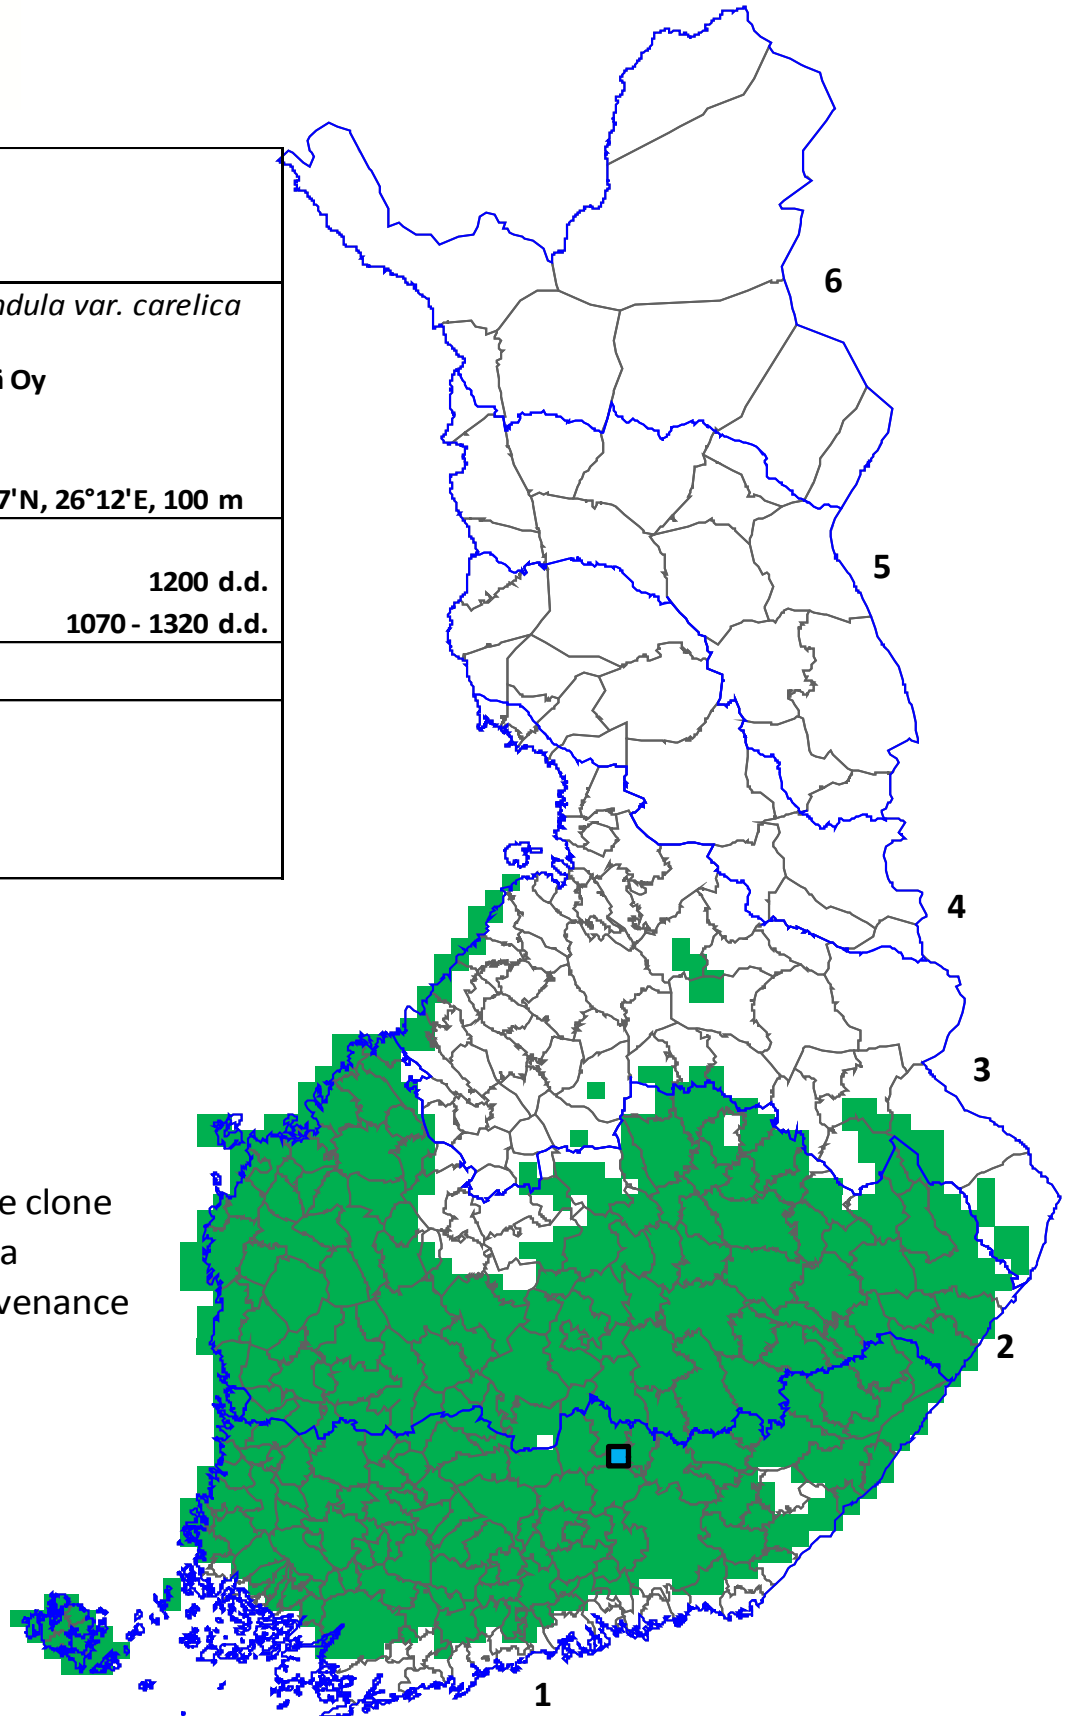 ndula var. carelica
Oy
7'N, 26°12'E, 100 m
1200 d.d.
1070 - 1320 d.d.
e clone
a
venance
6
5
4
3
2
1